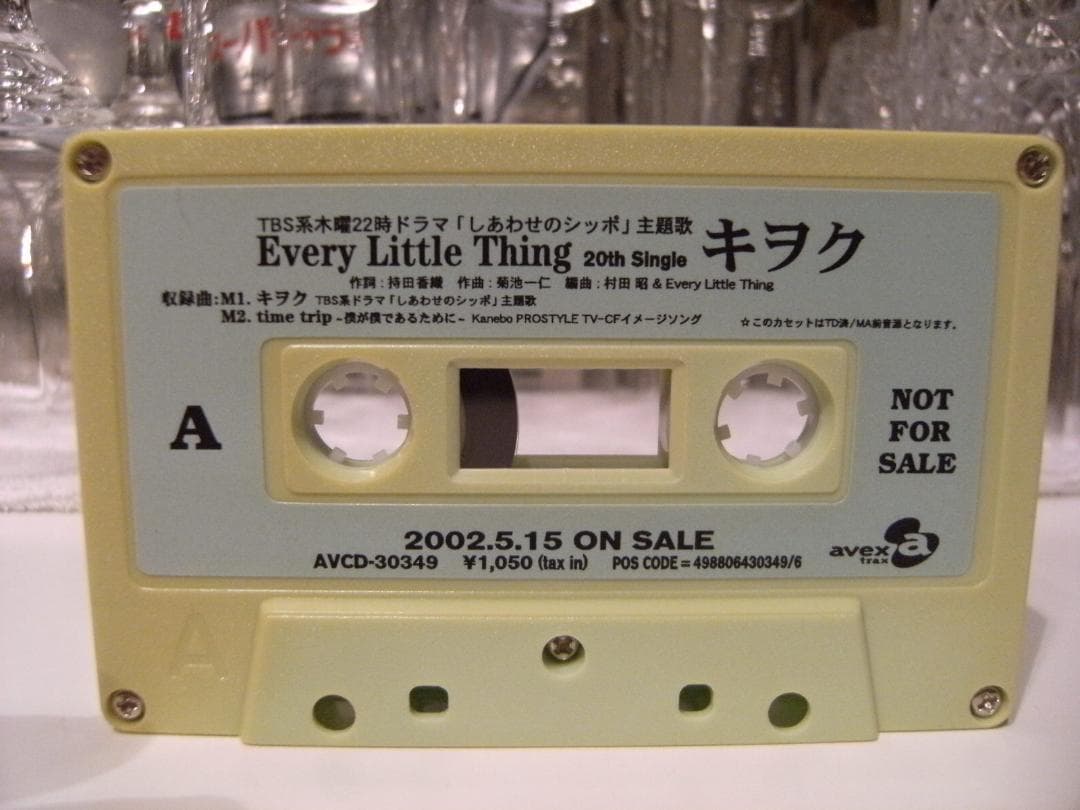 スーパー
TBS系木曜22時ドラマ「しあわせのシッポ」主題歌
Every Little Thing 20th Single キヲク
作詞：持田香織 作曲：菊池一仁 編曲：村田 昭 & Every Little Thing
収録曲：M1. キヲク TBS系ドラマ「しあわせのシッポ」主題歌
M2. time trip ~僕が僕であるために~ Kanebo PROSTYLE TV-CFイメージソング
☆このカセットはTD済/MA前音源となります。
A
NOT
FOR
SALE
2002.5.15 ON SALE
AVCD-30349 ¥1,050 (tax in) POS CODE = 498806430349/6
avex
trax
a
A